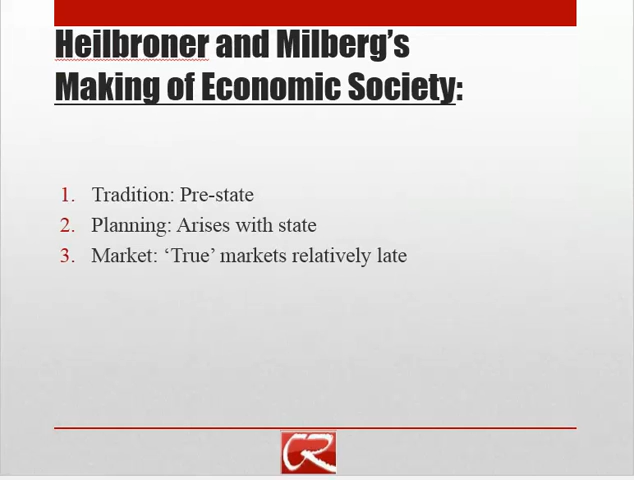 Heilbroner and Milberg’s
Making of Economic Society:
1. Tradition: Pre-state
2. Planning: Arises with state
3. Market: ‘True’ markets relatively late
CR